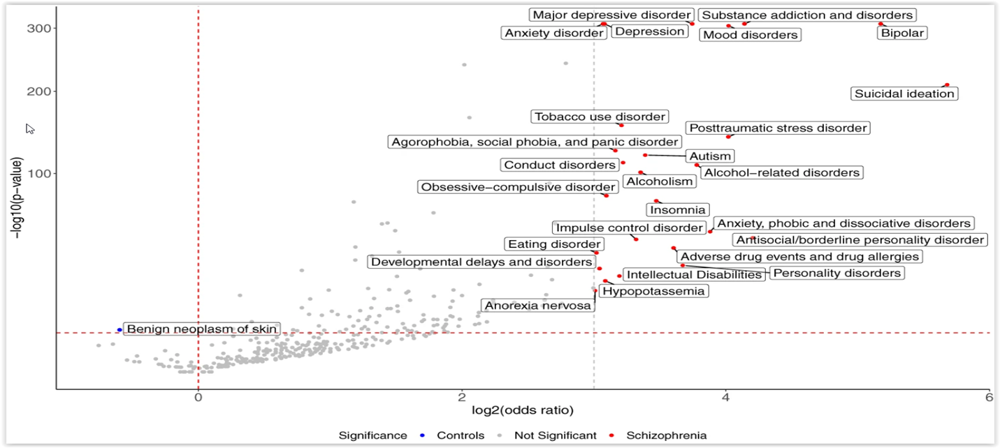 Major depressive disorder
Substance addiction and disorders
300
Anxiety disorder
Depression
Mood disorders
Bipolar
200
Suicidal ideation
Tobacco use disorder
Posttraumatic stress disorder
Agorophobia, social phobia, and panic disorder
Autism
Conduct disorders
Alcohol−related disorders
100
Alcoholism
Obsessive−compulsive disorder
Insomnia
−log10(p−value)
Impulse control disorder
Anxiety, phobic and dissociative disorders
Antisocial/borderline personality disorder
Eating disorder
Adverse drug events and drug allergies
Developmental delays and disorders
Intellectual Disabilities
Personality disorders
Hypopotassemia
Anorexia nervosa
Benign neoplasm of skin
0
2
4
6
log2(odds ratio)
Significance
Controls
Not Significant
Schizophrenia